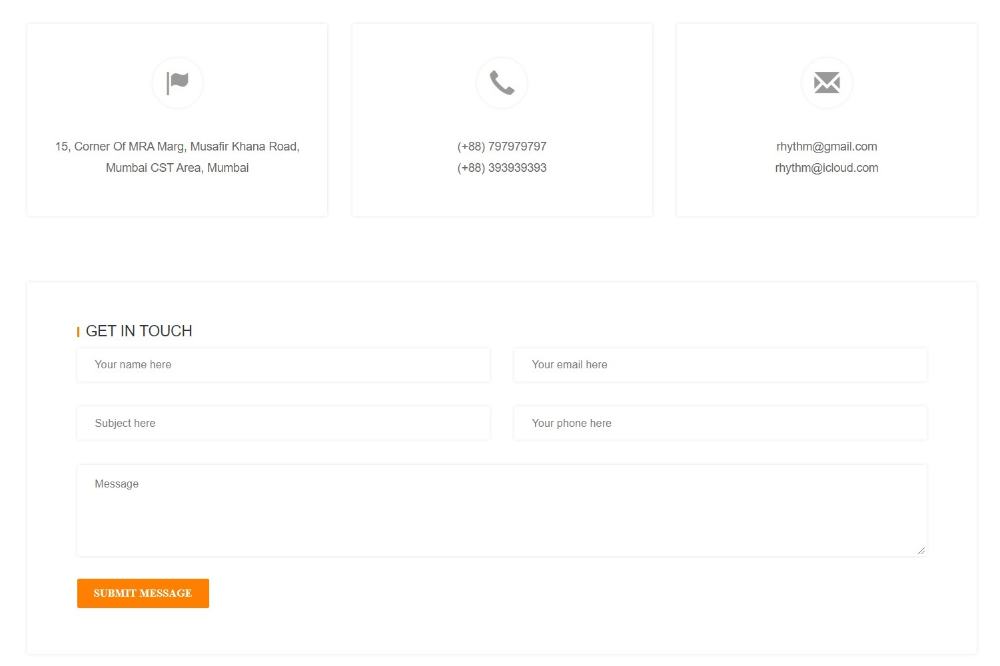 15, Corner Of MRA Marg, Musafir Khana Road,
Mumbai CST Area, Mumbai
(+88) 797979797
(+88) 393939393
rhythm@gmail.com
rhythm@icloud.com
GET IN TOUCH
Your name here
Your email here
Subject here
Your phone here
Message
SUBMIT MESSAGE